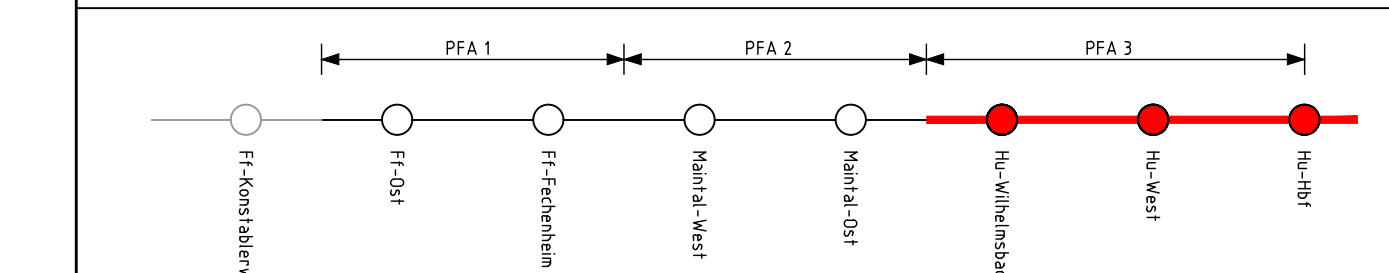 PFA 1
PFA 2
PFA 3
Ff-Ost
Ff-Fechenheim
Maintal-West
Maintal-Ost
Hu-West
Hu-Hbf